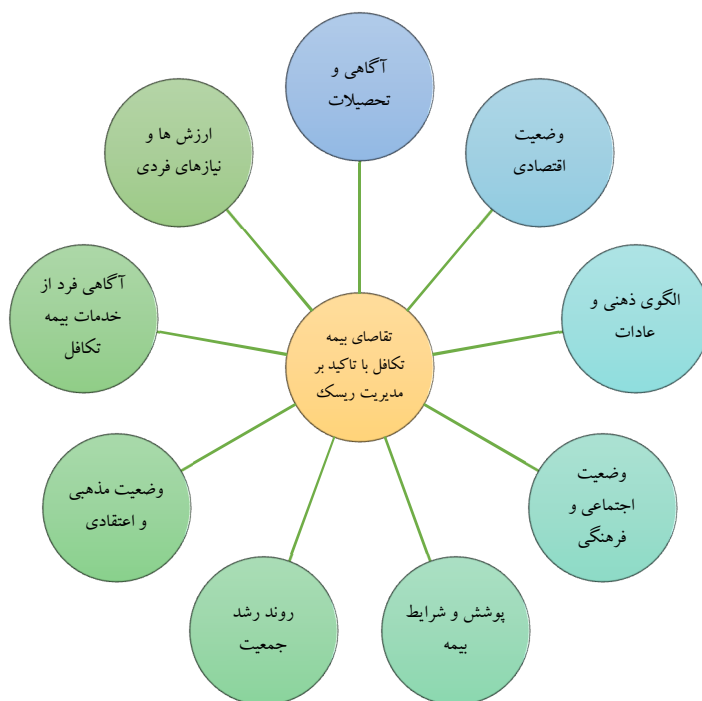 آگاهی و
تحصیلات
وضعیت
اقتصادی
الگوی ذهنی و
عادات
وضعیت
اجتماعی و
فرهنگی
پوشش و شرایط
بیمه
روند رشد
جمعیت
وضعیت مذهبی
و اعتقادی
آگاهی فرد از
خدمات بیمه
تکافل
ارزش ها و
نیازهای فردی
تقاصای بیمه
تکافل با تاکید بر
مدیریت ریسک